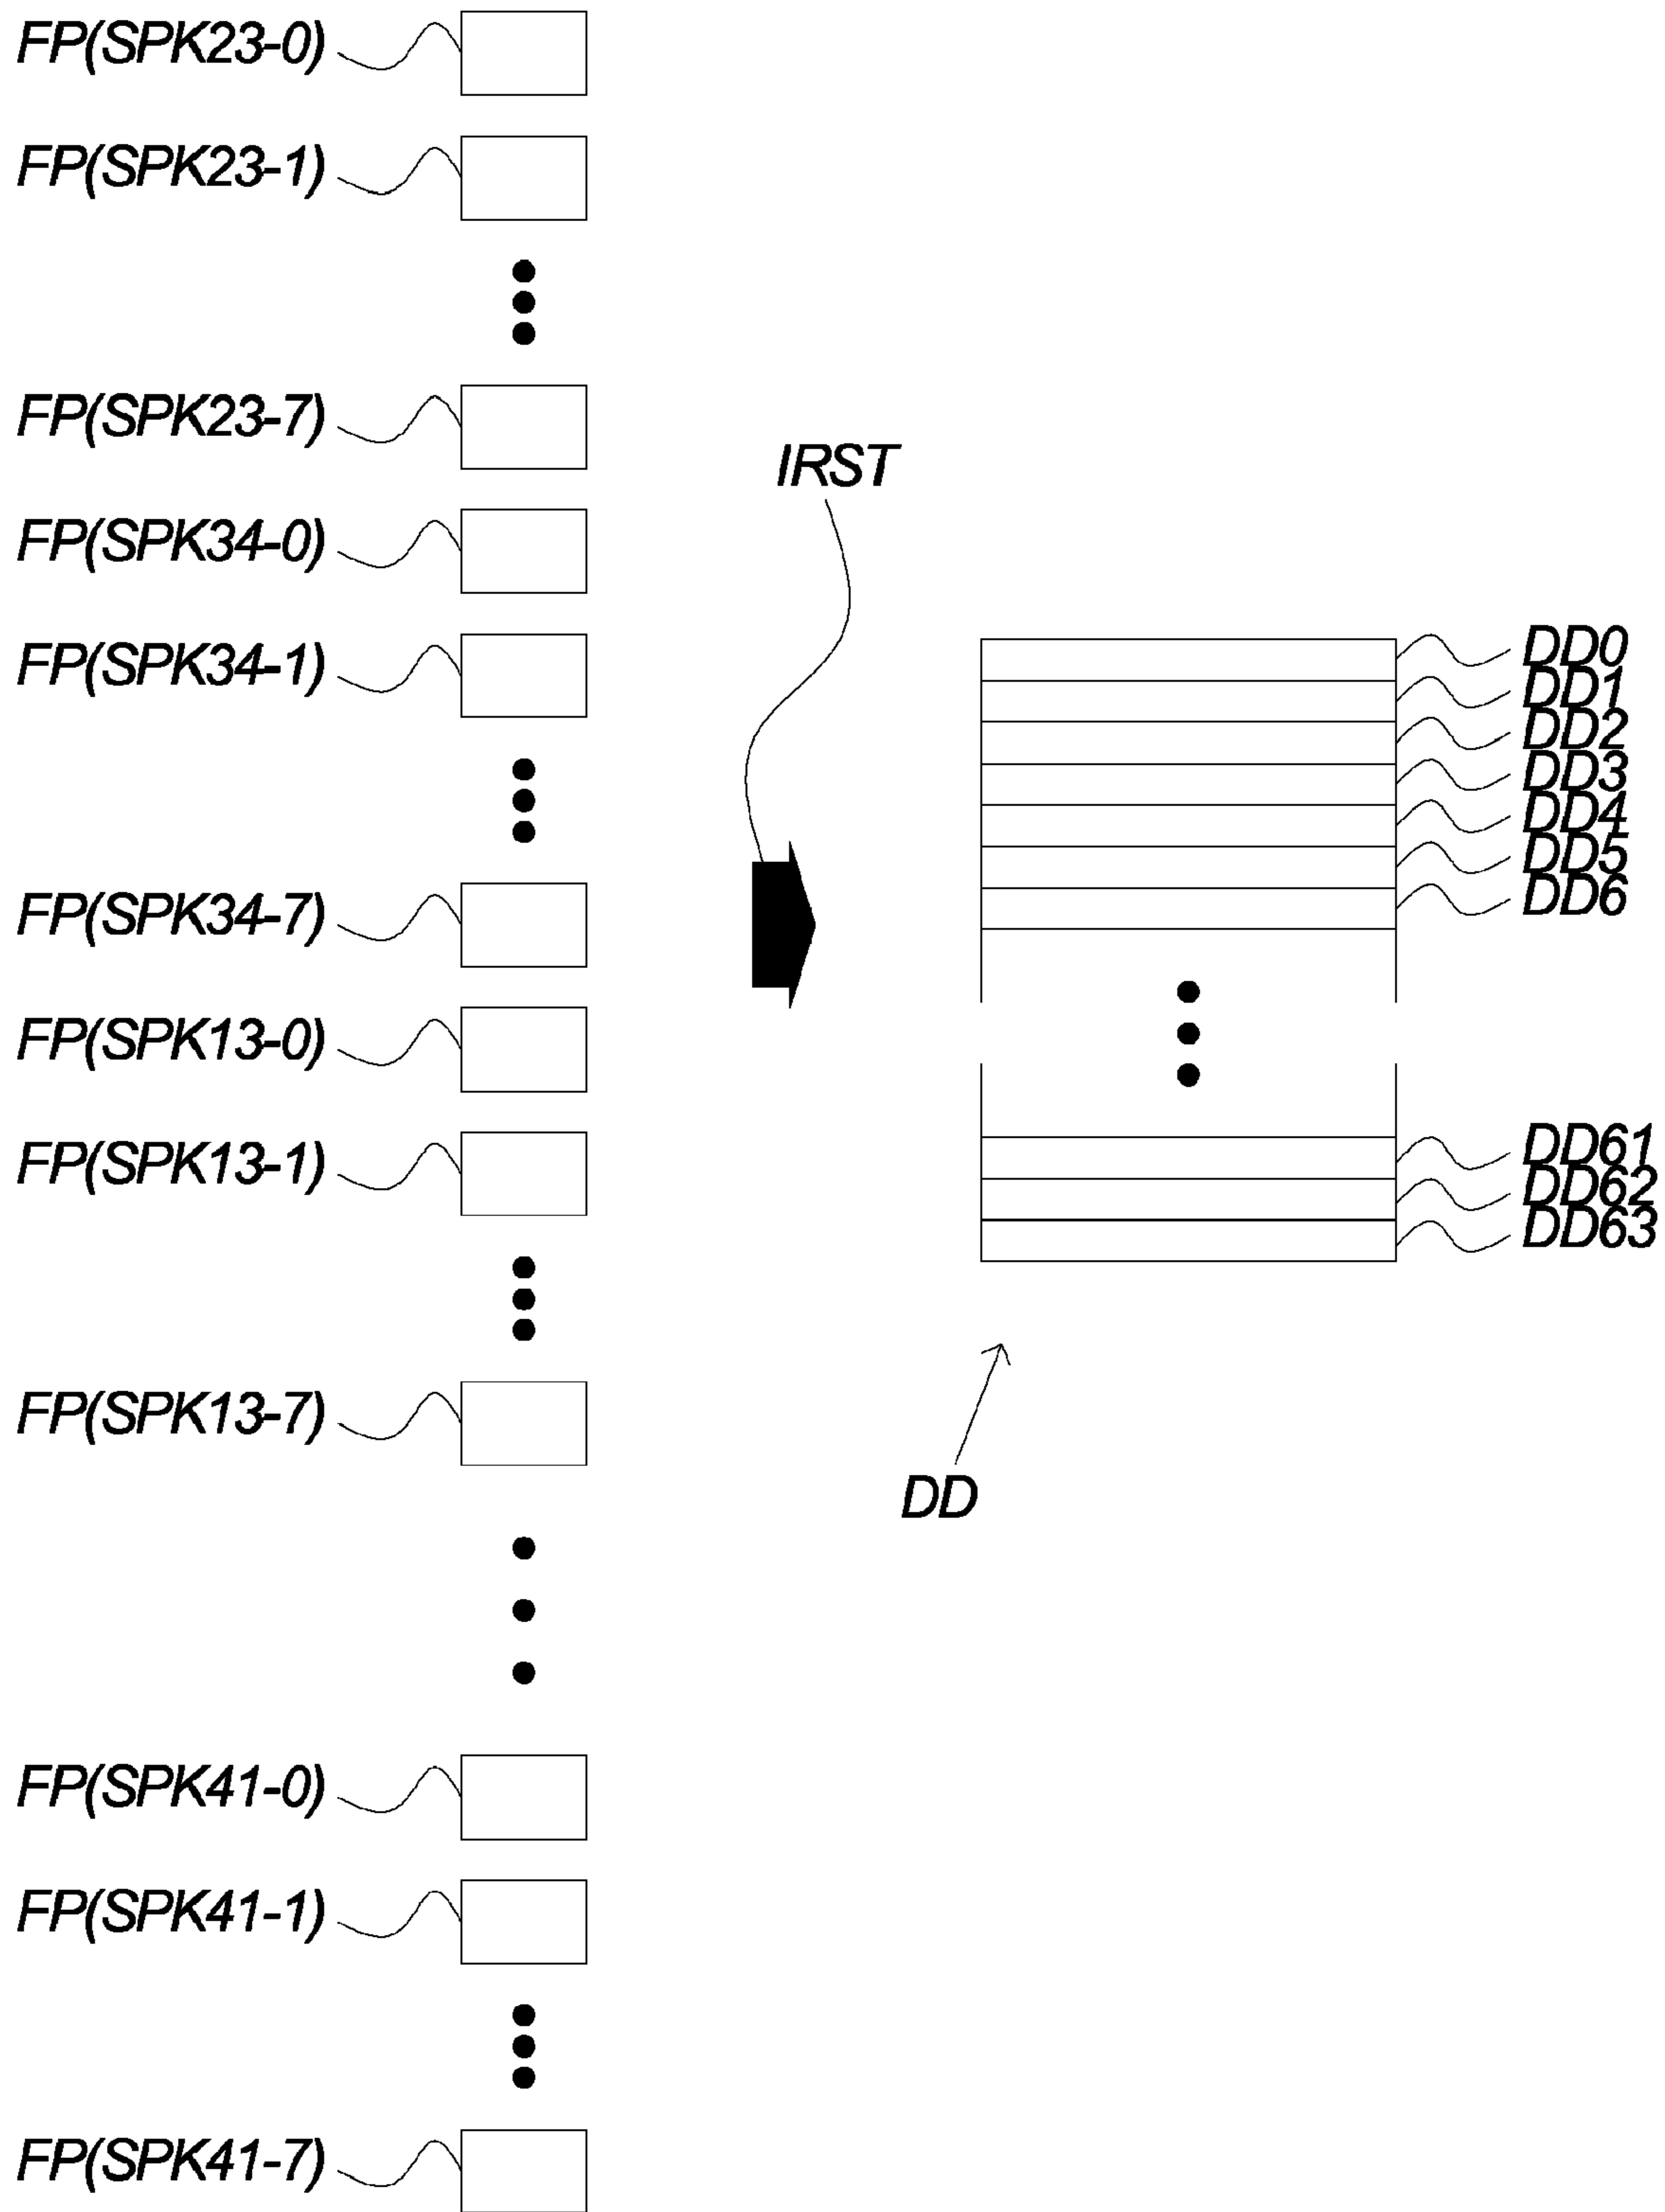 FP(SPK23-0)
FP(SPK23-1)
FP(SPK23-7)
FP(SPK34-0)
FP(SPK34-1)
FP(SPK34-7)
FP(SPK13-0)
FP(SPK13-1)
FP(SPK13-7)
FP(SPK41-0)
FP(SPK41-1)
FP(SPK41-7)
IRST
DD0
DD1
DD2
DD3
DD4
DD5
DD6
DD61
DD62
DD63
DD